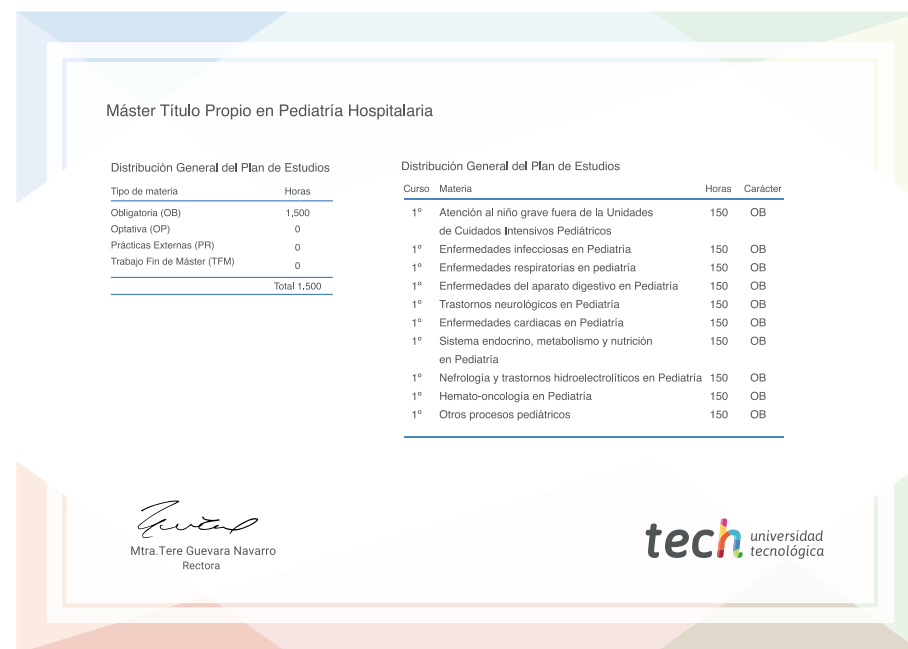 Máster Título Propio en Pediatría Hospitalaria
Distribución General del Plan de Estudios
Tipo de materia Horas
Obligatoria (OB) 1,500
Optativa (OP) 0
Prácticas Externas (PR) 0
Trabajo Fin de Máster (TFM) 0
Total 1,500
Distribución General del Plan de Estudios
Curso Materia Horas Carácter
1º Atención al niño grave fuera de la Unidades 150 OB
de Cuidados Intensivos Pediátricos
1º Enfermedades infecciosas en Pediatría 150 OB
1º Enfermedades respiratorias en pediatría 150 OB
1º Enfermedades del aparato digestivo en Pediatría 150 OB
1º Trastornos neurológicos en Pediatría 150 OB
1º Enfermedades cardiacas en Pediatría 150 OB
1º Sistema endocrino, metabolismo y nutrición 150 OB
en Pediatría
1º Nefrología y trastornos hidroelectrolíticos en Pediatría 150 OB
1º Hemato-oncología en Pediatría 150 OB
1º Otros procesos pediátricos 150 OB
Mtra.Tere Guevara Navarro
Rectora
tech universidad
tecnológica